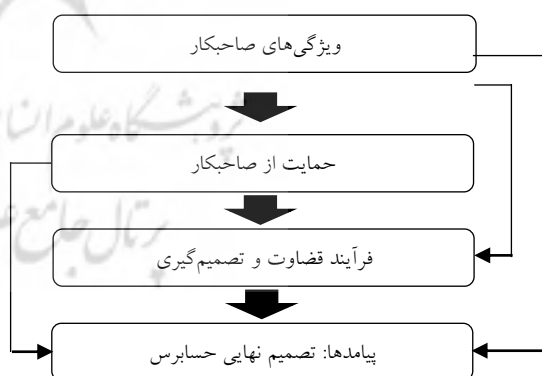 ویژگی‌های صاحبکار
حمایت از صاحبکار
فرآیند قضاوت و تصمیم‌گیری
پیامدها: تصمیم نهایی حسابرس